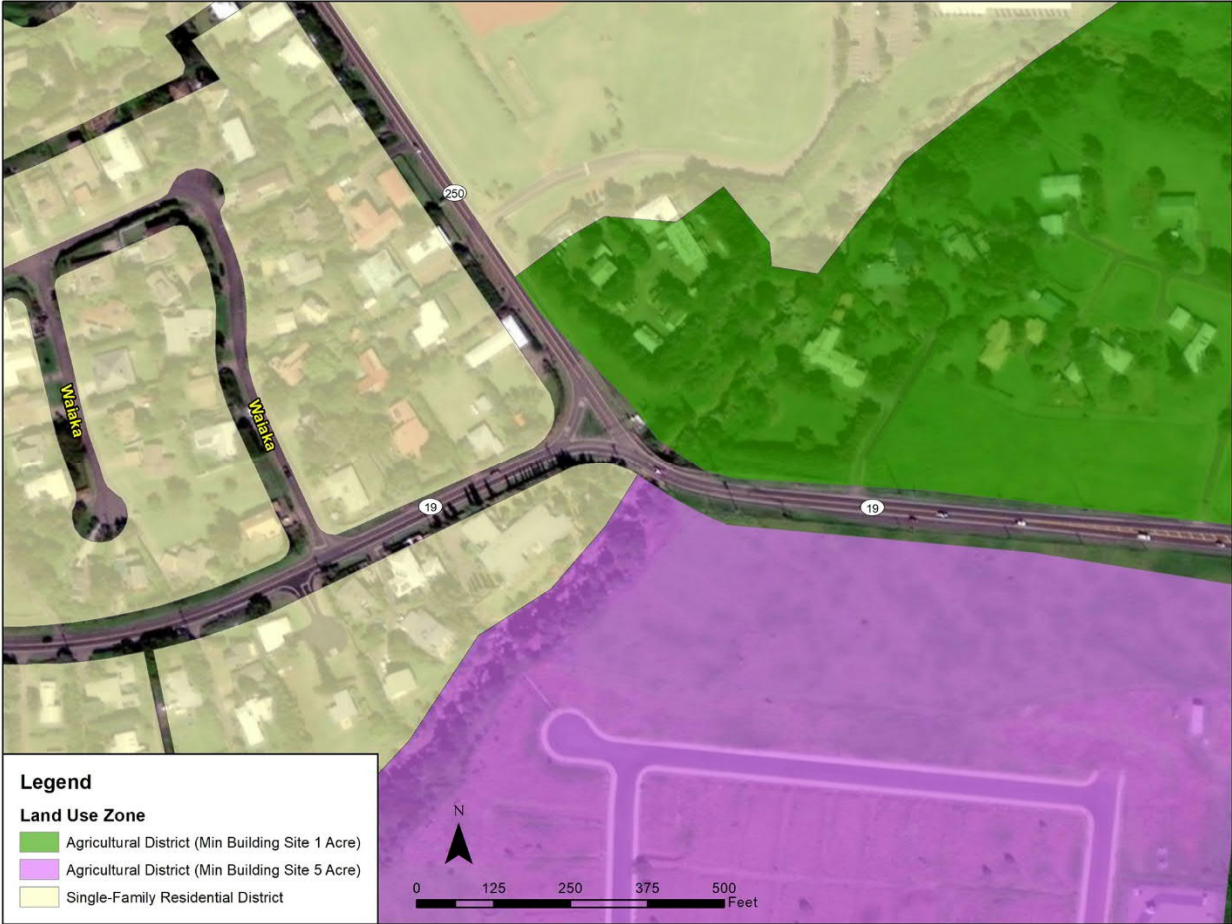 250
Waiaka
Waiaka
19
19
Legend
Land Use Zone
Agricultural District (Min Building Site 1 Acre)
Agricultural District (Min Building Site 5 Acre)
Single-Family Residential District
N
0 125 250 375 500
Feet